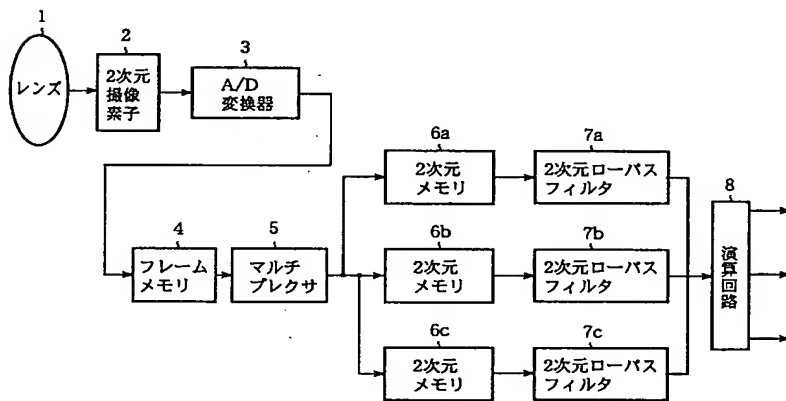 1
レンズ
2
2次元
撮像
素子
3
A/D
変換器
4
フレーム
メモリ
5
マルチ
プレクサ
6a
2次元
メモリ
7a
2次元ローパス
フィルタ
6b
2次元
メモリ
7b
2次元ローパス
フィルタ
6c
2次元
メモリ
7c
2次元ローパス
フィルタ
8
演算回路